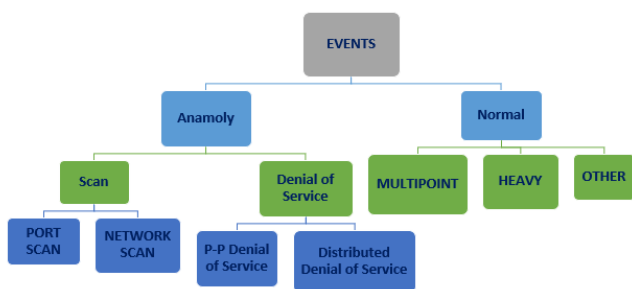 EVENTS
Anamoly
Normal
Scan
Denial of
Service
MULTIPOINT
HEAVY
OTHER
PORT
SCAN
NETWORK
SCAN
P-P Denial
of Service
Distributed
Denial of Service